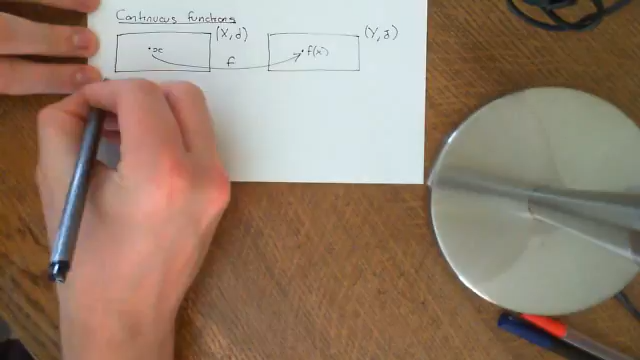 Continuous functions
(X, d) (Y, d̃)
x f f(x)